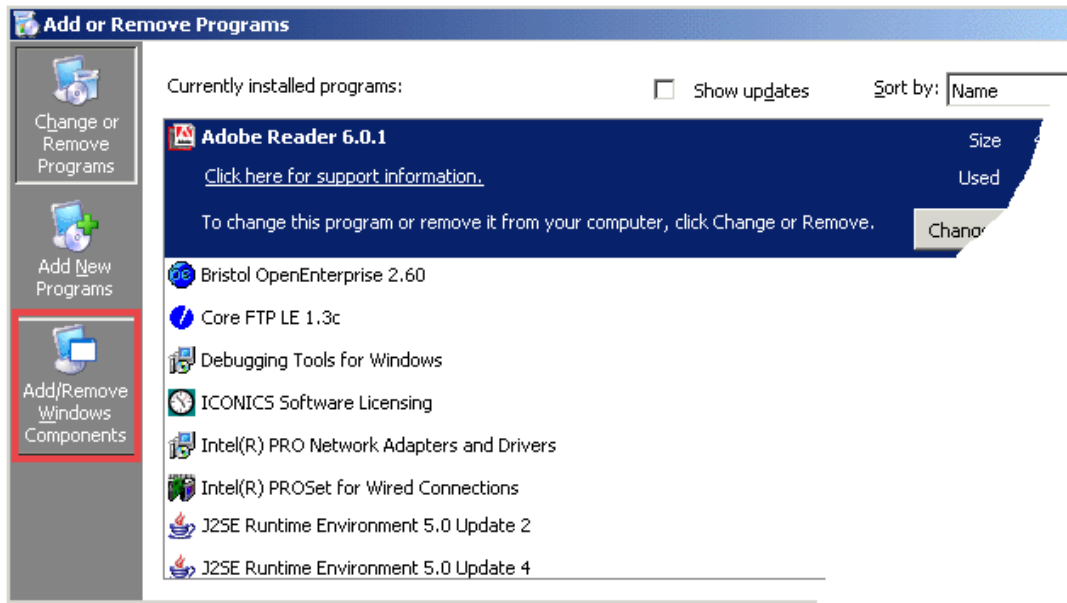 Add or Remove Programs
Change or
Remove
Programs
Add New
Programs
Add/Remove
Windows
Components
Currently installed programs:
Show updates
Sort by: Name
Adobe Reader 6.0.1
Size
Click here for support information.
Used
To change this program or remove it from your computer, click Change or Remove.
Bristol OpenEnterprise 2.60
Core FTP LE 1.3c
Debugging Tools for Windows
ICONICS Software Licensing
Intel(R) PRO Network Adapters and Drivers
Intel(R) PROSet for Wired Connections
J2SE Runtime Environment 5.0 Update 2
J2SE Runtime Environment 5.0 Update 4